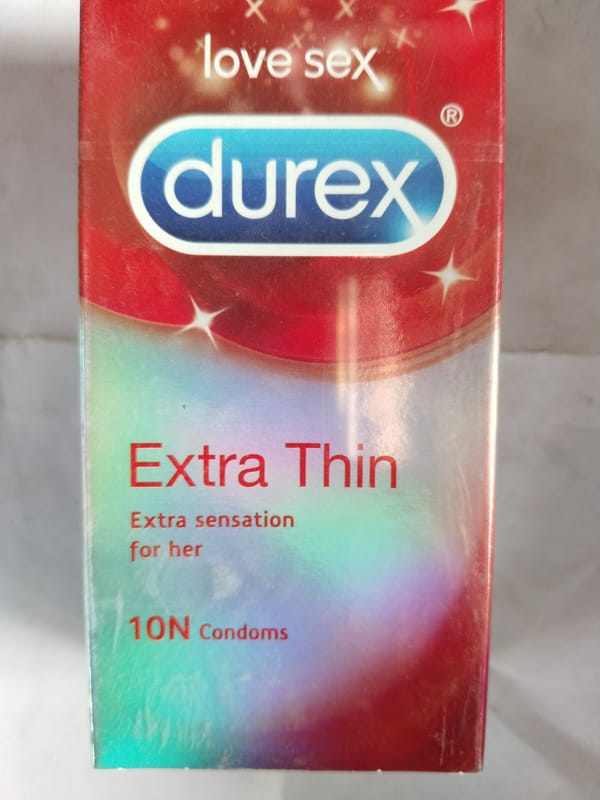 love sex
durex®
Extra Thin
Extra sensation
for her
10N Condoms